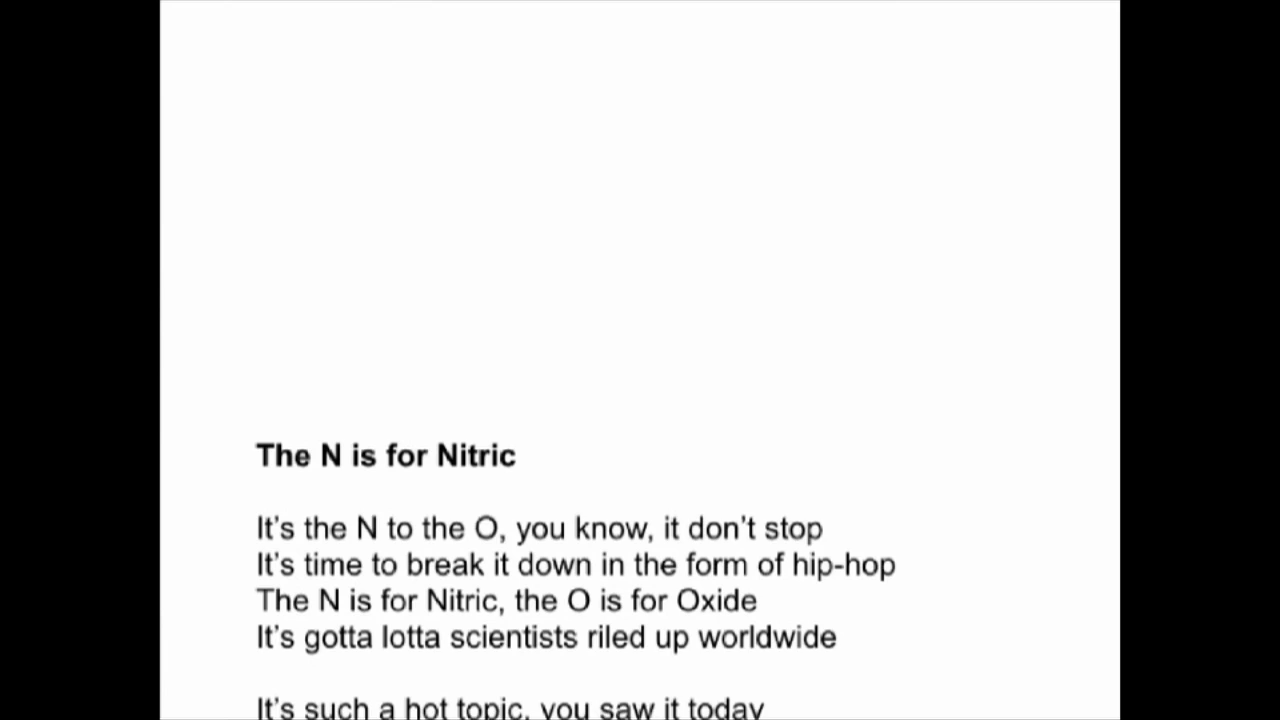 The N is for Nitric
It’s the N to the O, you know, it don’t stop
It’s time to break it down in the form of hip-hop
The N is for Nitric, the O is for Oxide
It’s gotta lotta scientists riled up worldwide
It’s such a hot topic, you saw it today